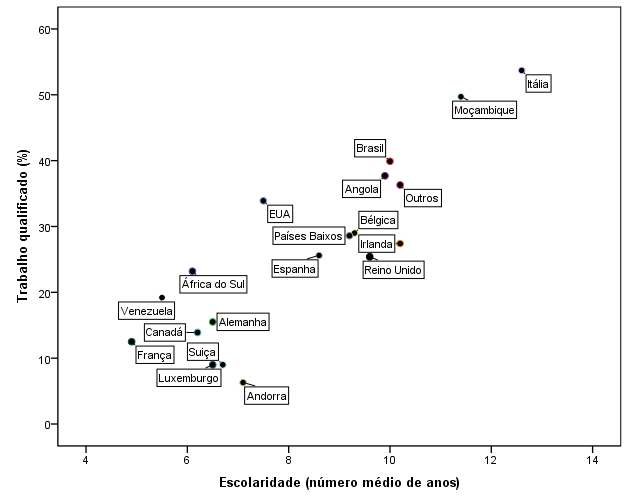 Trabalho qualificado (%)
60
50
40
30
20
10
0
Itália
Moçambique
Brasil
Angola
Outros
EUA
Bélgica
Países Baixos
Irlanda
Espanha
Reino Unido
África do Sul
Venezuela
Canadá
Alemanha
França
Suiça
Luxemburgo
Andorra
4
6
8
10
12
14
Escolaridade (número médio de anos)